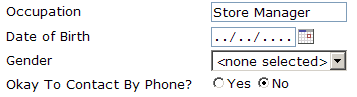 Occupation Store Manager
Date of Birth ../../....
Gender <none selected>
Okay To Contact By Phone? Yes No